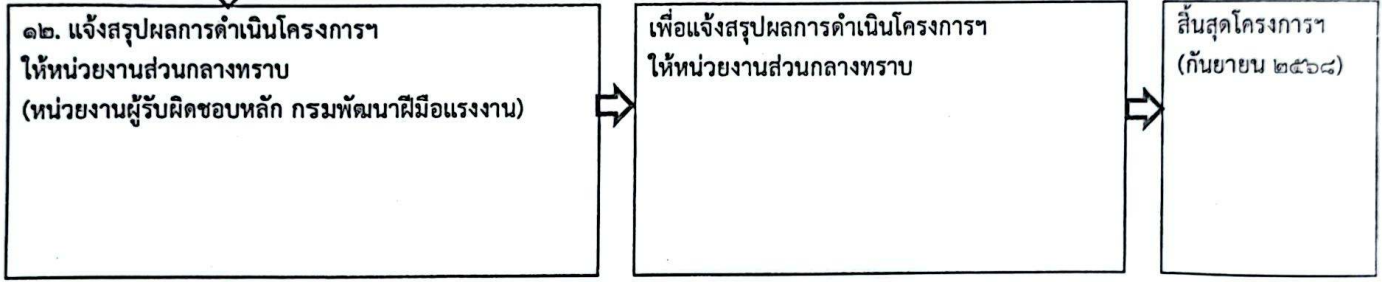 ๑๒. แจ้งสรุปผลการดำเนินโครงการฯ
ให้หน่วยงานส่วนกลางทราบ
(หน่วยงานผู้รับผิดชอบหลัก กรมพัฒนาฝีมือแรงงาน)
เพื่อแจ้งสรุปผลการดำเนินโครงการฯ
ให้หน่วยงานส่วนกลางทราบ
สิ้นสุดโครงการฯ
(กันยายน ๒๕๖๘)